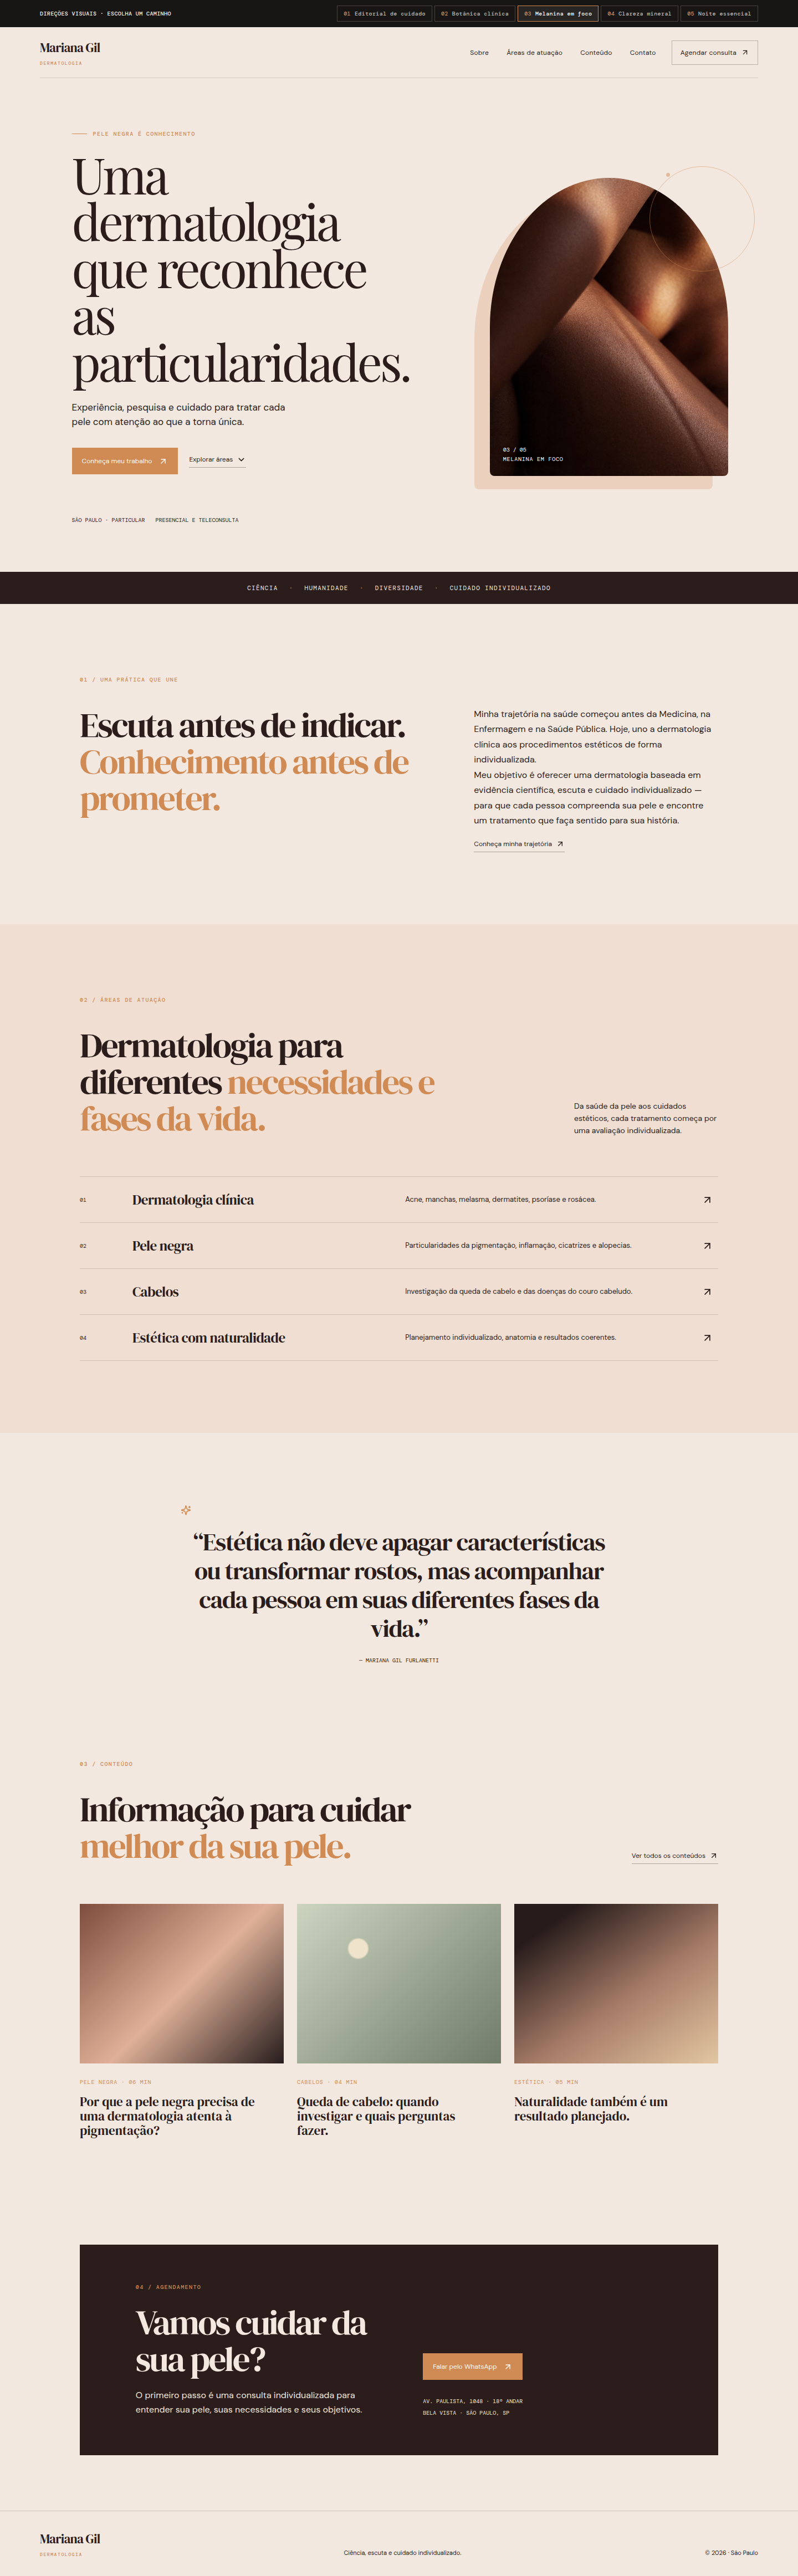 DIREÇÕES VISUAIS · ESCOLHA UM CAMINHO
01 Editorial de cuidado
02 Botânica clínica
03 Melanina em foco
04 Clareza mineral
05 Noite essencial
Mariana Gil
DERMATOLOGIA
Sobre
Áreas de atuação
Conteúdo
Contato
Agendar consulta
PELE NEGRA É CONHECIMENTO
Uma
dermatologia
que reconhece
as
particularidades.
Experiência, pesquisa e cuidado para tratar cada
pele com atenção ao que a torna única.
Conheça meu trabalho
Explorar áreas
SÃO PAULO · PARTICULAR
PRESENCIAL E TELECONSULTA
03 / 05
MELANINA EM FOCO
CIÊNCIA · HUMANIDADE · DIVERSIDADE · CUIDADO INDIVIDUALIZADO
01 / UMA PRÁTICA QUE UNE
Escuta antes de indicar.
Conhecimento antes de
prometer.
Minha trajetória na saúde começou antes da Medicina, na
Enfermagem e na Saúde Pública. Hoje, uno a dermatologia
clínica aos procedimentos estéticos de forma
individualizada.
Meu objetivo é oferecer uma dermatologia baseada em
evidência científica, escuta e cuidado individualizado —
para que cada pessoa compreenda sua pele e encontre
um tratamento que faça sentido para sua história.
Conheça minha trajetória
02 / ÁREAS DE ATUAÇÃO
Dermatologia para
diferentes necessidades e
fases da vida.
Da saúde da pele aos cuidados
estéticos, cada tratamento começa por
uma avaliação individualizada.
01
Dermatologia clínica
Acne, manchas, melasma, dermatites, psoríase e rosácea.
02
Pele negra
Particularidades da pigmentação, inflamação, cicatrizes e alopecias.
03
Cabelos
Investigação da queda de cabelo e das doenças do couro cabeludo.
04
Estética com naturalidade
Planejamento individualizado, anatomia e resultados coerentes.
“Estética não deve apagar características
ou transformar rostos, mas acompanhar
cada pessoa em suas diferentes fases da
vida.”
— MARIANA GIL FURLANETTI
03 / CONTEÚDO
Informação para cuidar
melhor da sua pele.
Ver todos os conteúdos
PELE NEGRA · 06 MIN
Por que a pele negra precisa de
uma dermatologia atenta à
pigmentação?
CABELOS · 04 MIN
Queda de cabelo: quando
investigar e quais perguntas
fazer.
ESTÉTICA · 05 MIN
Naturalidade também é um
resultado planejado.
04 / AGENDAMENTO
Vamos cuidar da
sua pele?
O primeiro passo é uma consulta individualizada para
entender sua pele, suas necessidades e seus objetivos.
Falar pelo WhatsApp
AV. PAULISTA, 1048 · 18º ANDAR
BELA VISTA · SÃO PAULO, SP
Mariana Gil
DERMATOLOGIA
Ciência, escuta e cuidado individualizado.
© 2026 · São Paulo